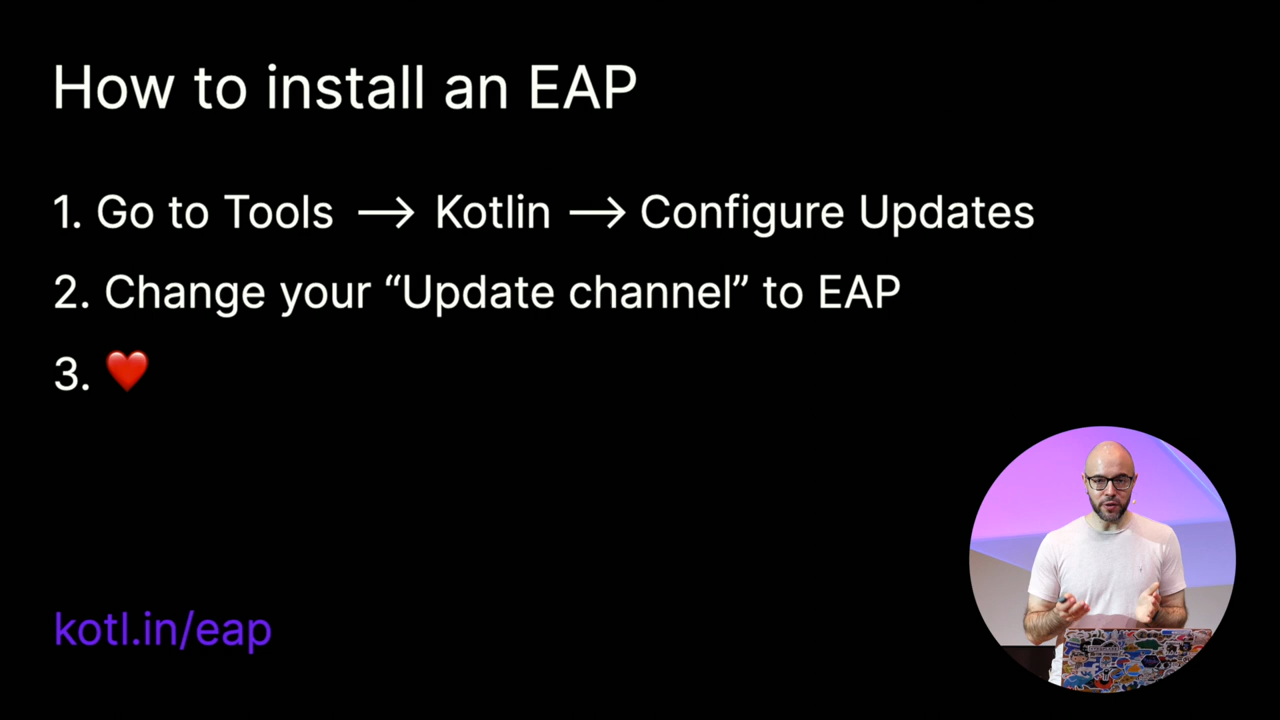 How to install an EAP
1. Go to Tools → Kotlin → Configure Updates
2. Change your “Update channel” to EAP
3. ❤️
kotl.in/eap